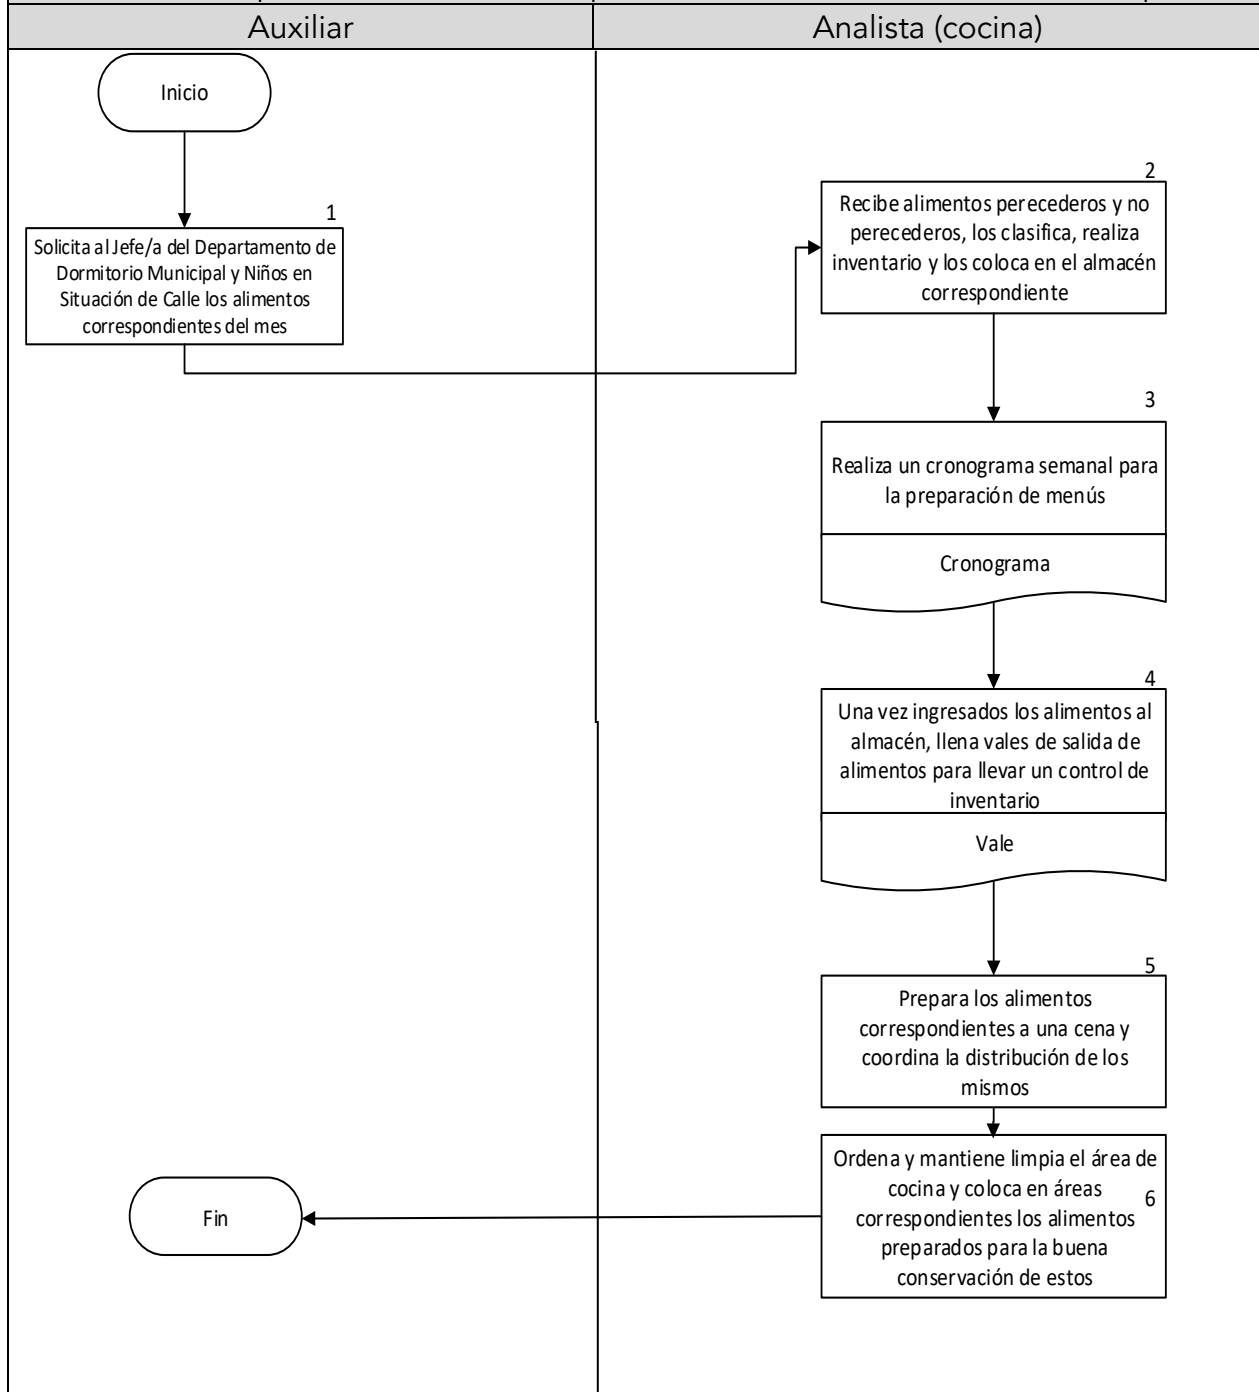 Auxiliar
Analista (cocina)
Inicio
1
Solicita al Jefe/a del Departamento de
Dormitorio Municipal y Niños en
Situación de Calle los alimentos
correspondientes del mes
2
Recibe alimentos perecederos y no
perecederos, los clasifica, realiza
inventario y los coloca en el almacén
correspondiente
3
Realiza un cronograma semanal para
la preparación de menús
Cronograma
4
Una vez ingresados los alimentos al
almacén, llena vales de salida de
alimentos para llevar un control de
inventario
Vale
5
Prepara los alimentos
correspondientes a una cena y
coordina la distribución de los
mismos
6
Ordena y mantiene limpia el área de
cocina y coloca en áreas
correspondientes los alimentos
preparados para la buena
conservación de estos
Fin